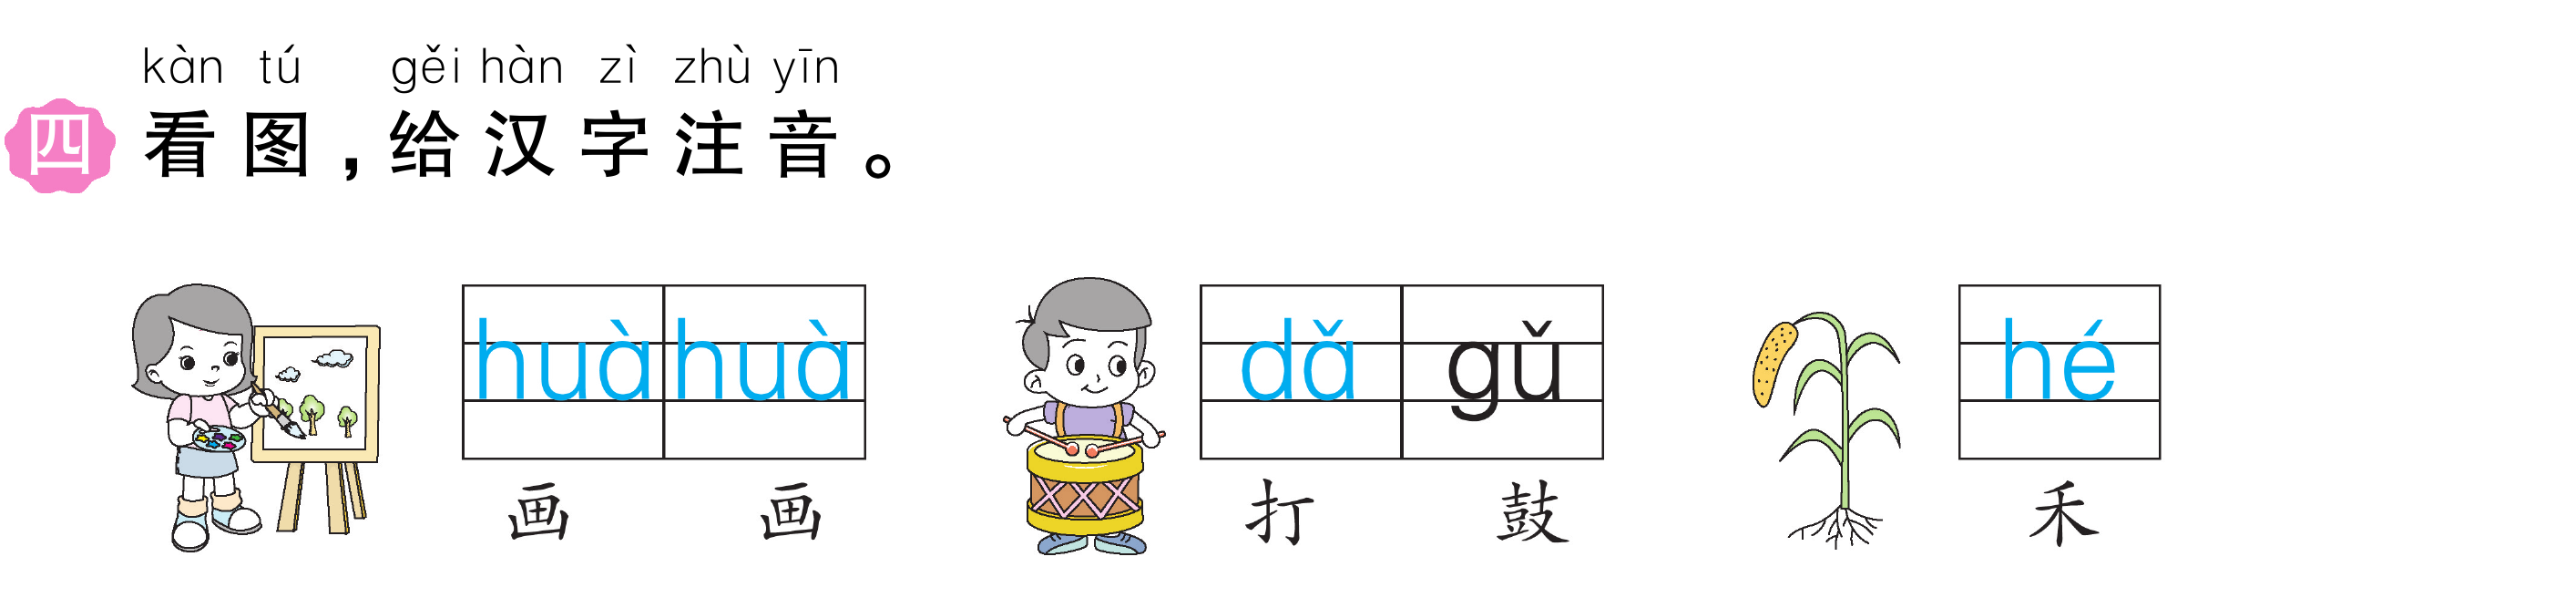 kàn tú gěi hàn zì zhù yīn
四 看图，给汉字注音。
huà huà dǎ gǔ hé
画 画 打 鼓 禾